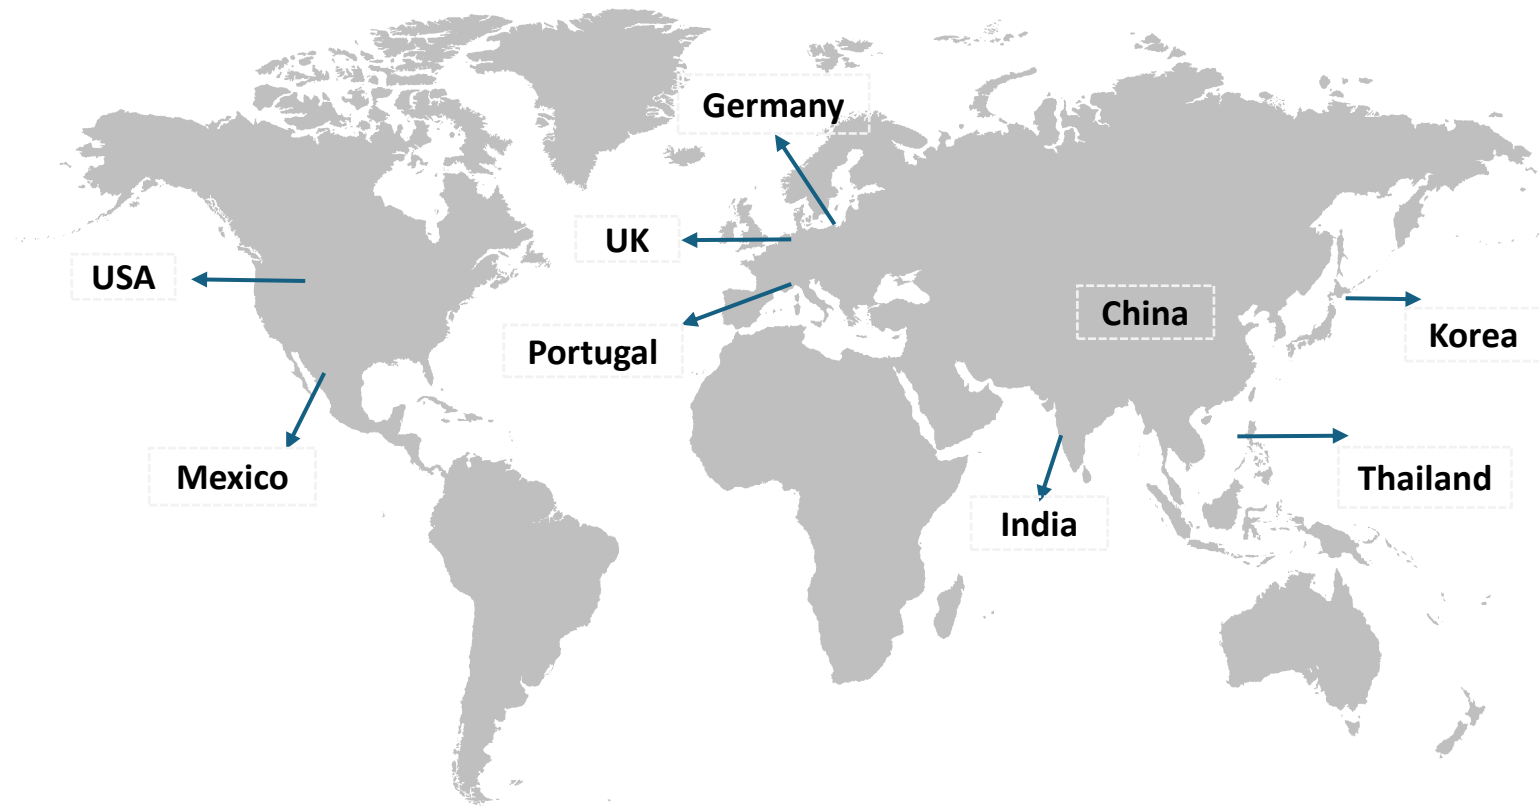 Germany
UK
USA
China
Korea
Portugal
Mexico
Thailand
India